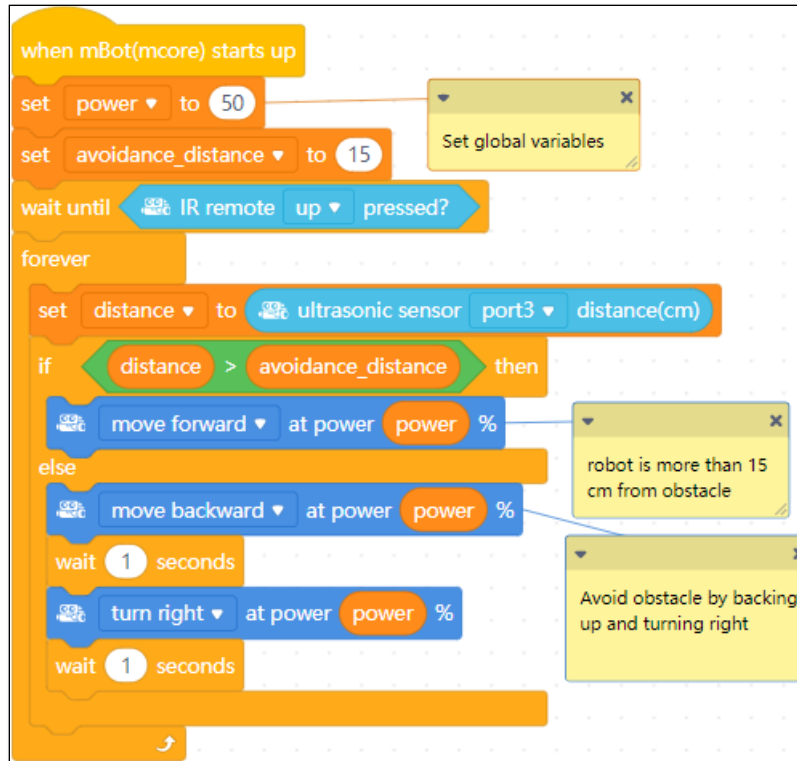 when mBot(mcore) starts up
set power to 50
Set global variables
set avoidance_distance to 15
wait until IR remote up pressed?
forever
set distance to ultrasonic sensor port3 distance(cm)
if distance > avoidance_distance then
move forward at power power %
robot is more than 15
cm from obstacle
else
move backward at power power %
wait 1 seconds
Avoid obstacle by backing
up and turning right
turn right at power power %
wait 1 seconds